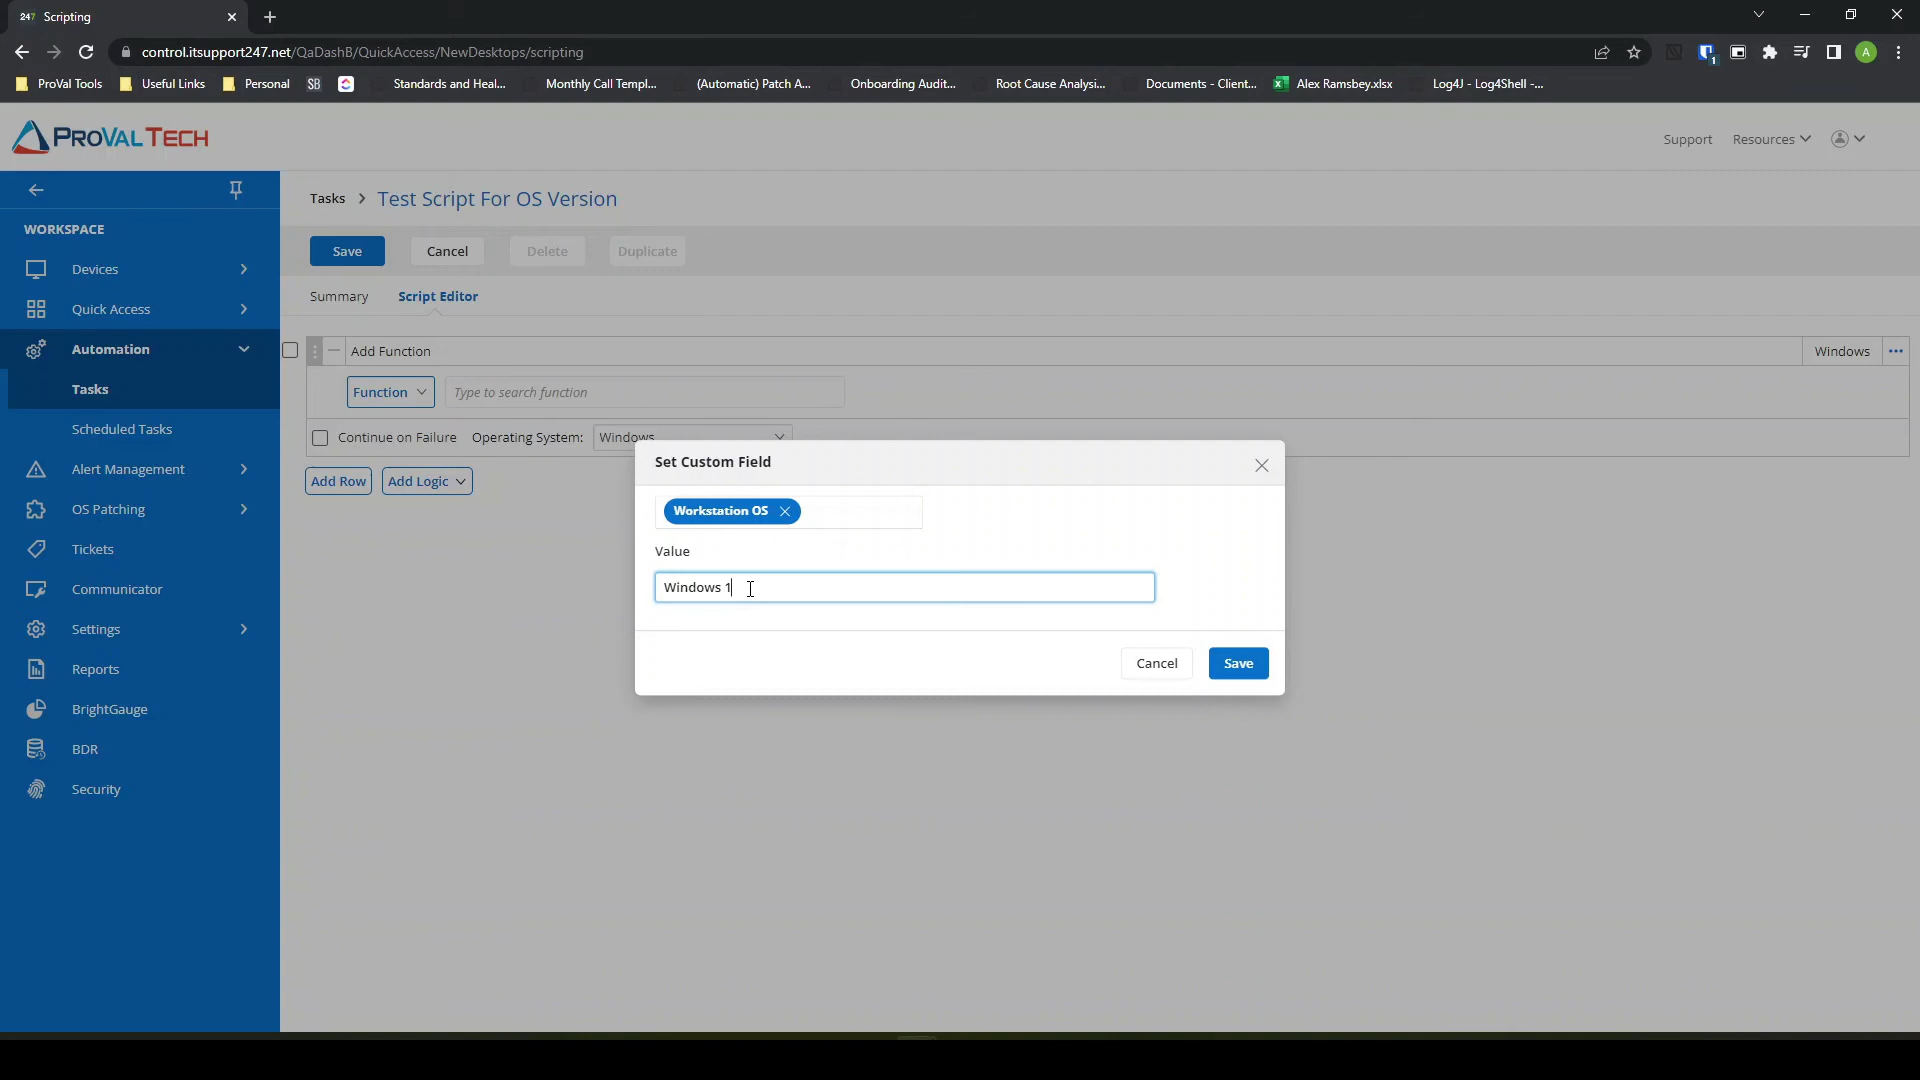 247 Scripting
control.itsupport247.net/QaDashB/QuickAccess/NewDesktops/scripting
1
A
ProVal Tools
Useful Links
Personal
SB
Standards and Heal...
Monthly Call Templ...
(Automatic) Patch A...
Onboarding Audit...
Root Cause Analysi...
Documents - Client...
Alex Ramsbey.xlsx
Log4J - Log4Shell -...
PROVAL TECH
Support
Resources
WORKSPACE
Devices
Quick Access
Automation
Tasks
Scheduled Tasks
Alert Management
OS Patching
Tickets
Communicator
Settings
Reports
BrightGauge
BDR
Security
Tasks > Test Script For OS Version
Save Cancel Delete Duplicate
Summary Script Editor
Add Function Windows
Function Type to search function
Continue on Failure Operating System: Windows
Add Row Add Logic
Set Custom Field
Workstation OS
Value
Windows 1
Cancel Save